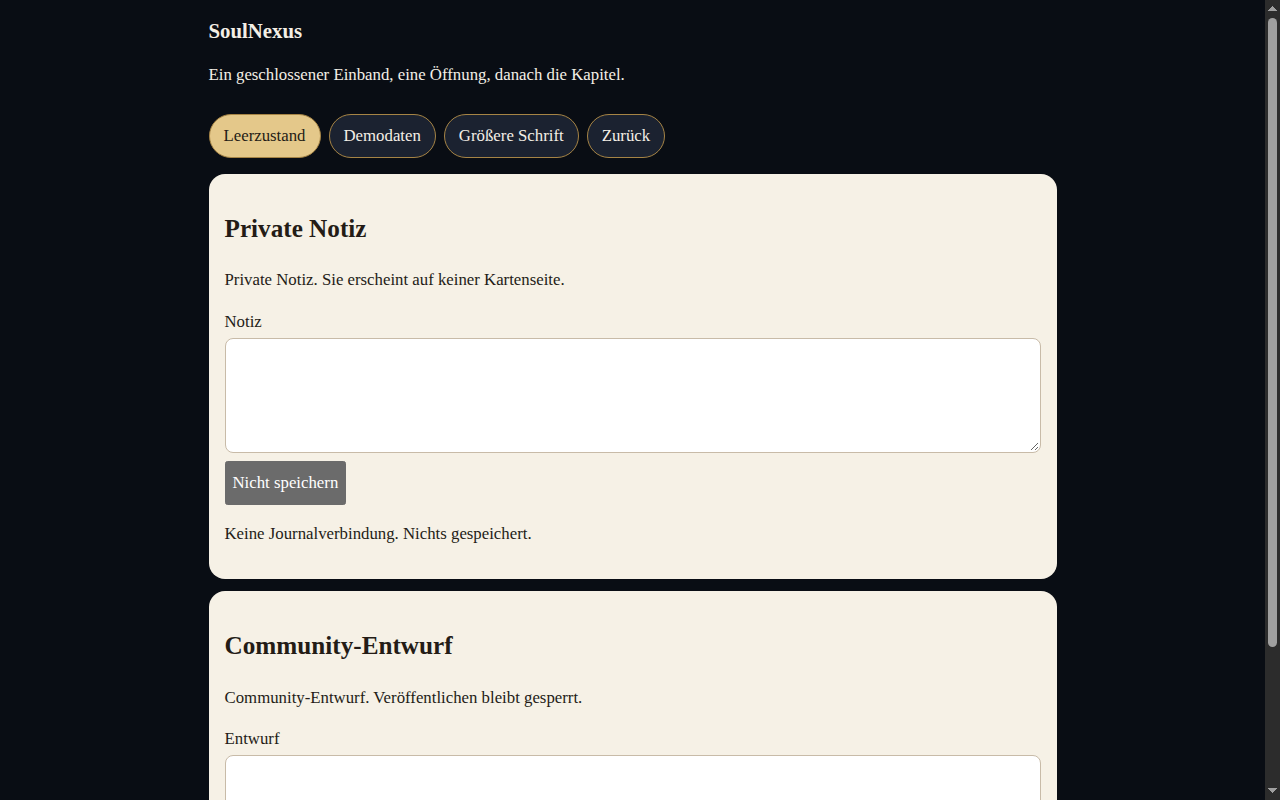 SoulNexus
Ein geschlossener Einband, eine Öffnung, danach die Kapitel.
Leerzustand Demodaten Größere Schrift Zurück
Private Notiz
Private Notiz. Sie erscheint auf keiner Kartenseite.
Notiz
Nicht speichern
Keine Journalverbindung. Nichts gespeichert.
Community-Entwurf
Community-Entwurf. Veröffentlichen bleibt gesperrt.
Entwurf